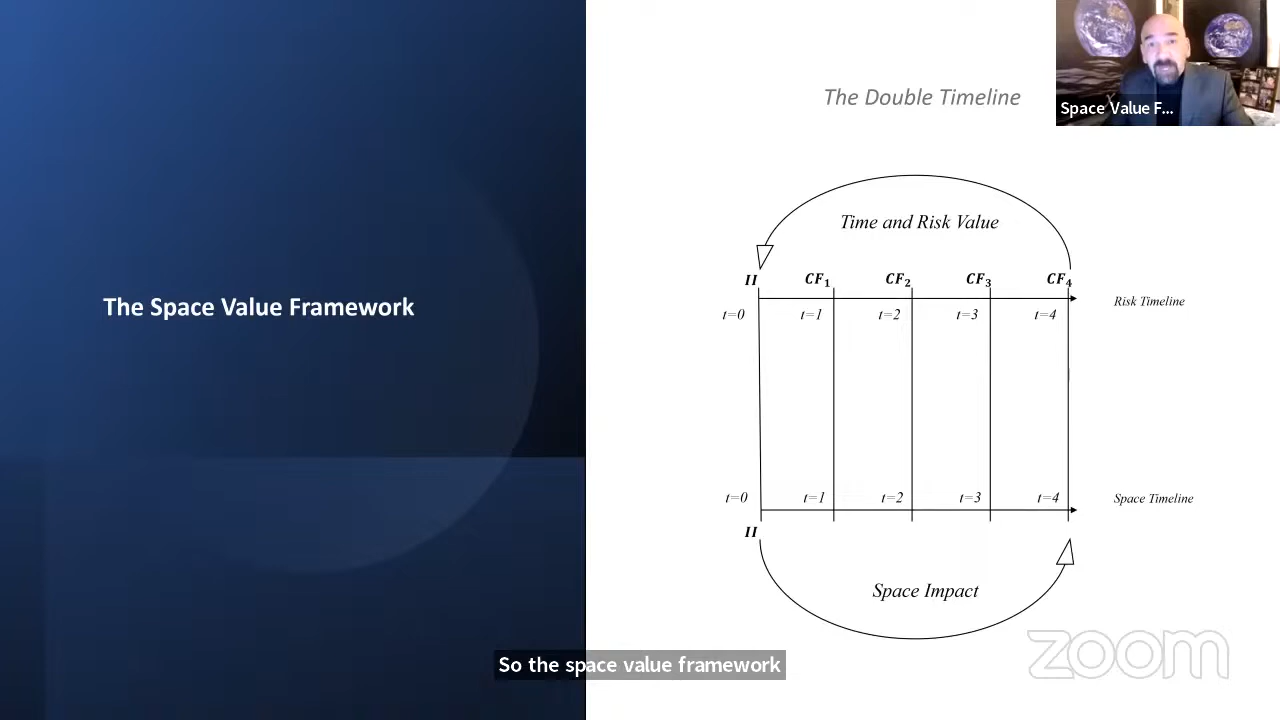 The Double Timeline
Space Value F...
The Space Value Framework
Time and Risk Value
II CF1 CF2 CF3 CF4
Risk Timeline
t=0 t=1 t=2 t=3 t=4
t=0 t=1 t=2 t=3 t=4
Space Timeline
II
Space Impact
So the space value framework
zoom